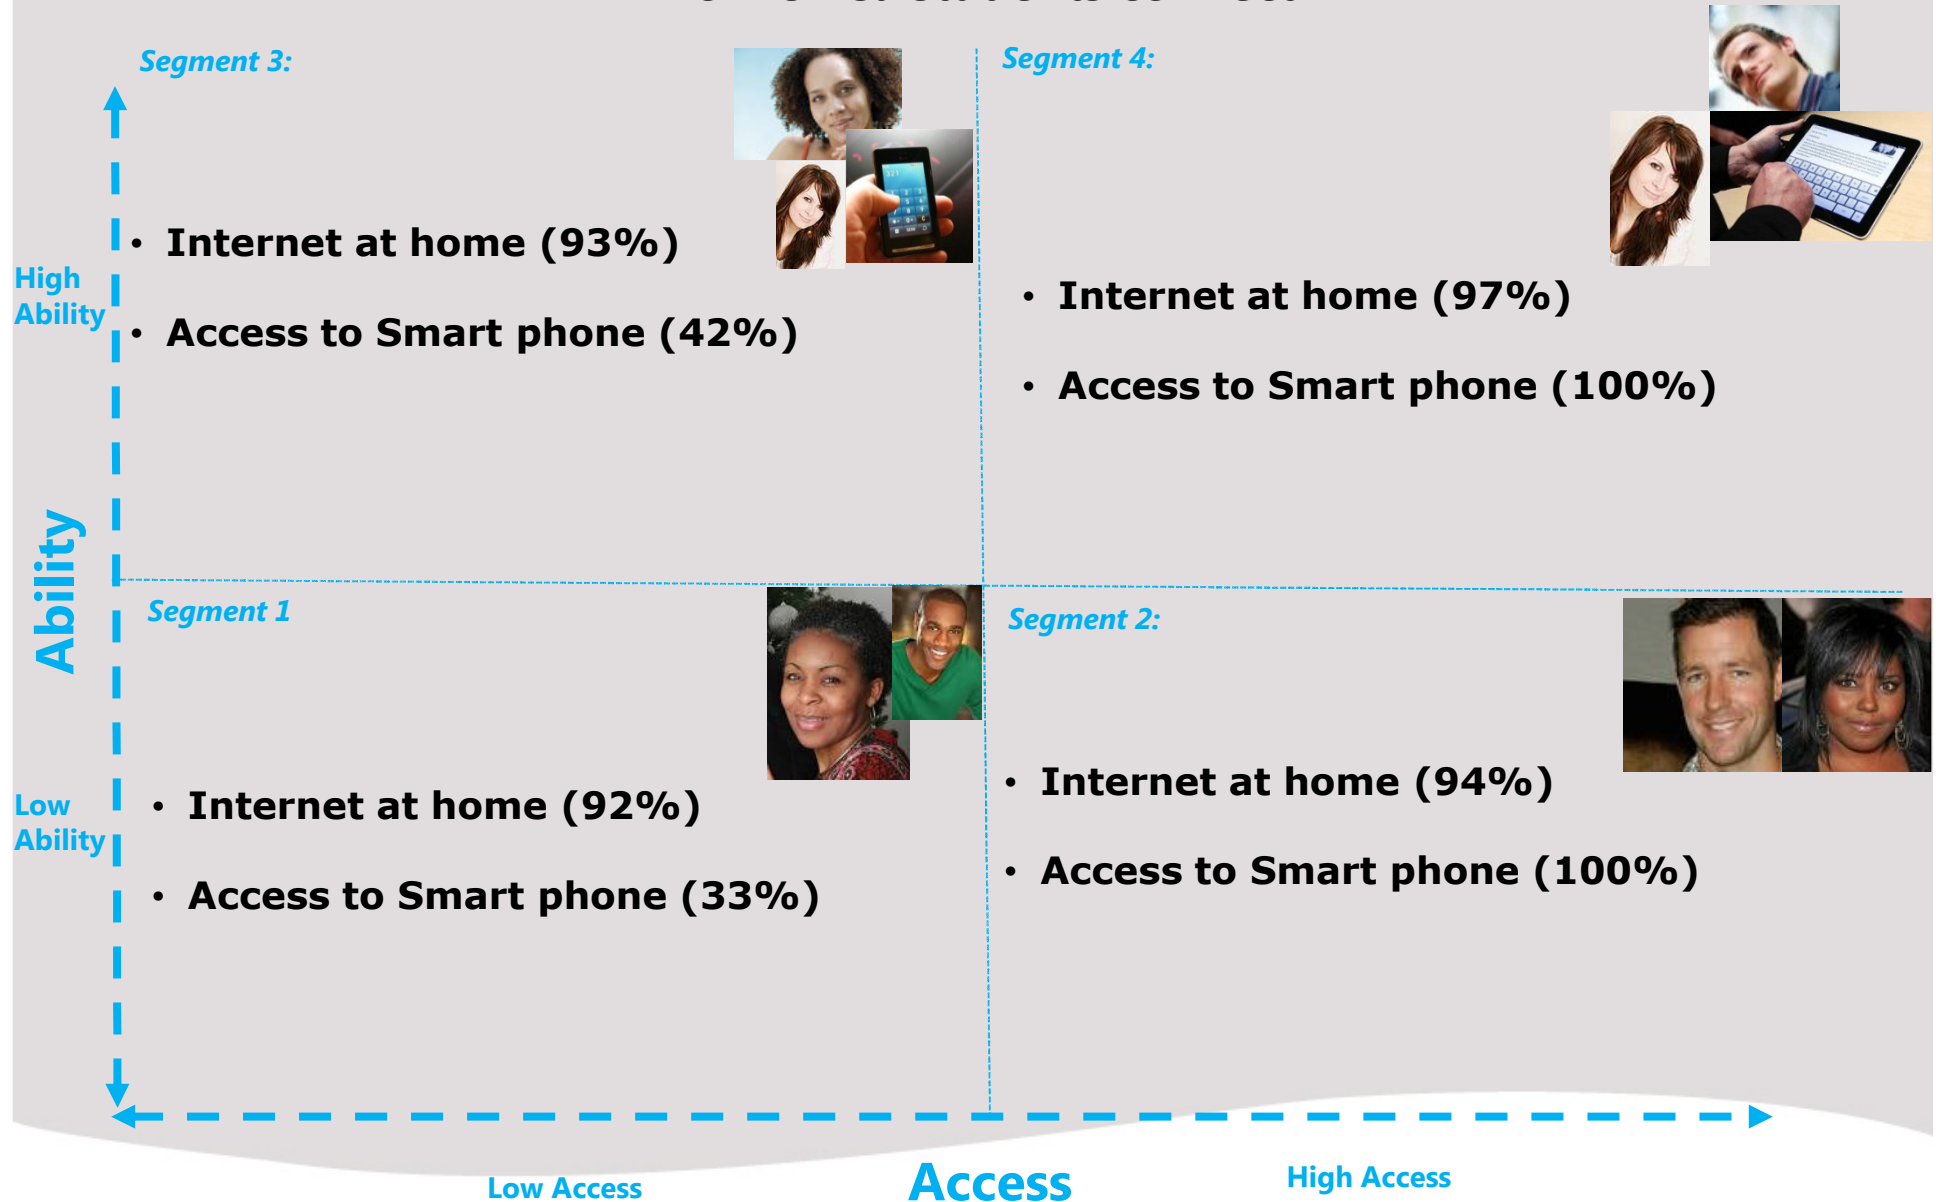 Segment 3:
Segment 4:
• Internet at home (93%)
• Access to Smart phone (42%)
• Internet at home (97%)
• Access to Smart phone (100%)
High
Ability
Ability
Segment 1
Segment 2:
• Internet at home (92%)
• Access to Smart phone (33%)
• Internet at home (94%)
• Access to Smart phone (100%)
Low
Ability
Low Access
Access
High Access